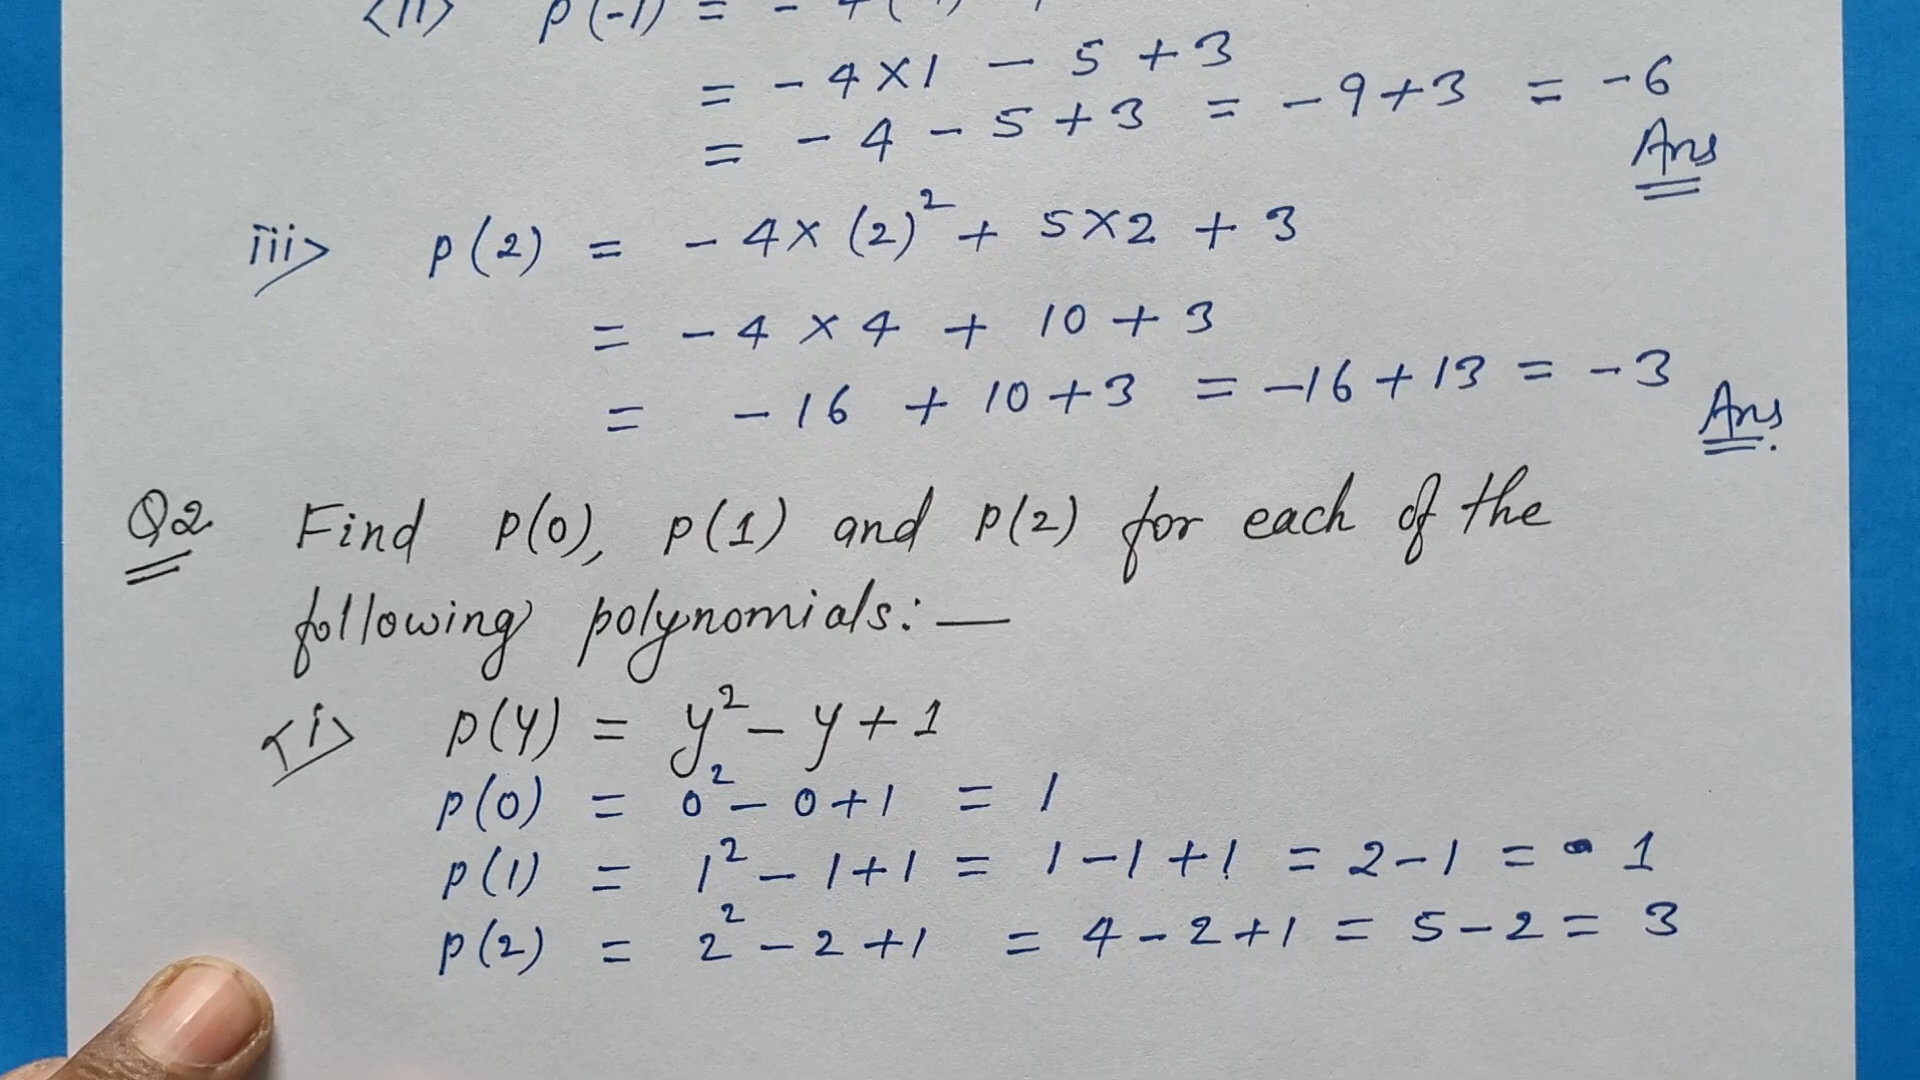 <ii> p(-1) = - 4(
= - 4×1 - 5 + 3
= - 4 - 5 + 3 = - 9 + 3 = - 6
Ans
iii> p(2) = - 4× (2)² + 5×2 + 3
= - 4 × 4 + 10 + 3
= - 16 + 10 + 3 = -16 + 13 = - 3
Ans.
Q2 Find p(0), p(1) and p(2) for each of the
following polynomials: —
<i> p(y) = y² - y + 1
p(0) = 0² - 0 + 1 = 1
p(1) = 1² - 1 + 1 = 1 - 1 + 1 = 2 - 1 = 1
p(2) = 2² - 2 + 1 = 4 - 2 + 1 = 5 - 2 = 3